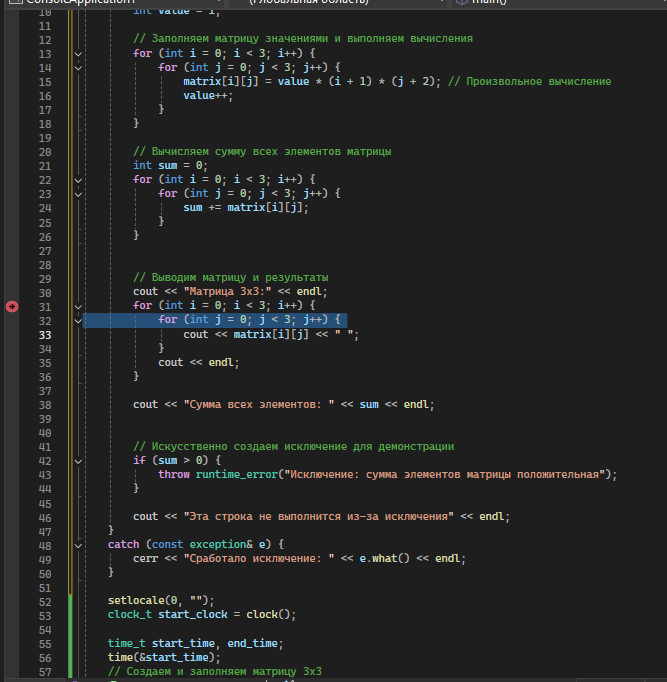 ConsoleApplication1 (Глобальная область) main()
10 int value = 1;
11
12 // Заполняем матрицу значениями и выполняем вычисления
13 for (int i = 0; i < 3; i++) {
14 for (int j = 0; j < 3; j++) {
15 matrix[i][j] = value * (i + 1) * (j + 2); // Произвольное вычисление
16 value++;
17 }
18 }
19
20 // Вычисляем сумму всех элементов матрицы
21 int sum = 0;
22 for (int i = 0; i < 3; i++) {
23 for (int j = 0; j < 3; j++) {
24 sum += matrix[i][j];
25 }
26 }
27
28
29 // Выводим матрицу и результаты
30 cout << "Матрица 3x3:" << endl;
31 for (int i = 0; i < 3; i++) {
32 for (int j = 0; j < 3; j++) {
33 cout << matrix[i][j] << " ";
34 }
35 cout << endl;
36 }
37
38 cout << "Сумма всех элементов: " << sum << endl;
39
40
41 // Искусственно создаем исключение для демонстрации
42 if (sum > 0) {
43 throw runtime_error("Исключение: сумма элементов матрицы положительная");
44 }
45
46 cout << "Эта строка не выполнится из-за исключения" << endl;
47 }
48 catch (const exception& e) {
49 cerr << "Сработало исключение: " << e.what() << endl;
50 }
51
52 setlocale(0, "");
53 clock_t start_clock = clock();
54
55 time_t start_time, end_time;
56 time(&start_time);
57 // Создаем и заполняем матрицу 3x3